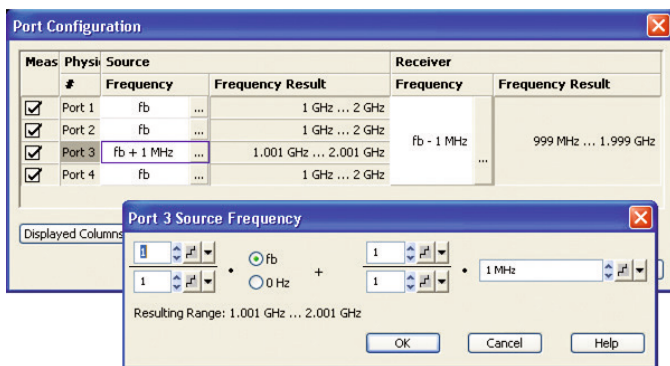 Port Configuration
Meas Physi Source Receiver
# Frequency Frequency Result Frequency Frequency Result
Port 1 fb ... 1 GHz ... 2 GHz
Port 2 fb ... 1 GHz ... 2 GHz
fb - 1 MHz ... 999 MHz ... 1.999 GHz
Port 3 fb + 1 MHz ... 1.001 GHz ... 2.001 GHz
Port 4 fb ... 1 GHz ... 2 GHz
Displayed Columns
Port 3 Source Frequency
1 fb 1
+ 1 MHz
1 0 Hz 1
Resulting Range: 1.001 GHz ... 2.001 GHz
OK Cancel Help